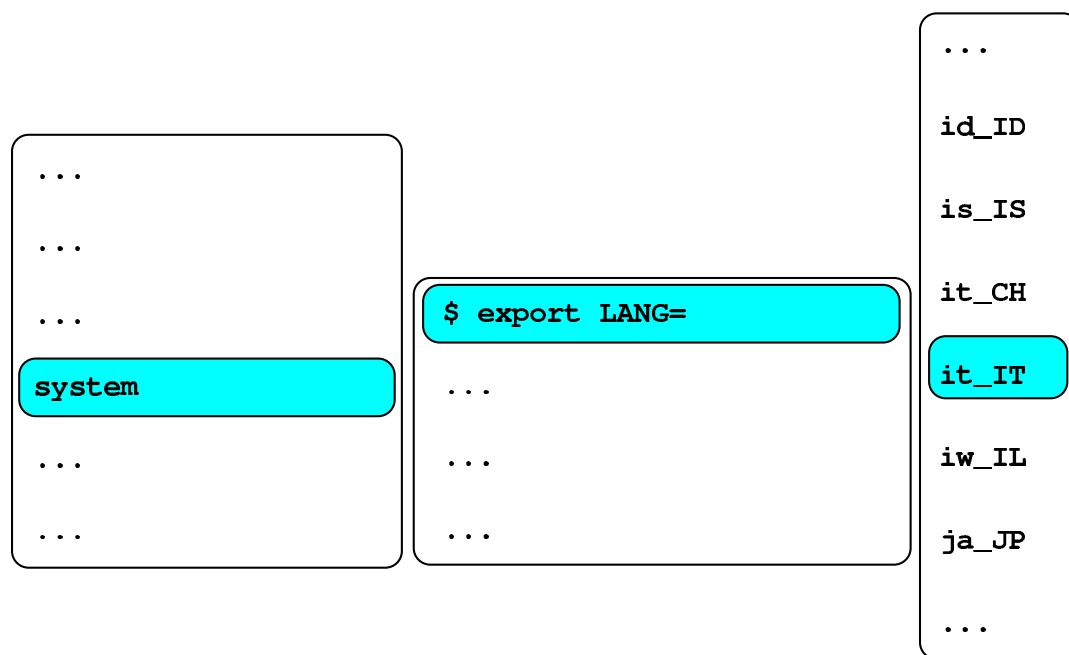 ...
...
...
system
...
...
$ export LANG=
...
...
...
...
id_ID
is_IS
it_CH
it_IT
iw_IL
ja_JP
...